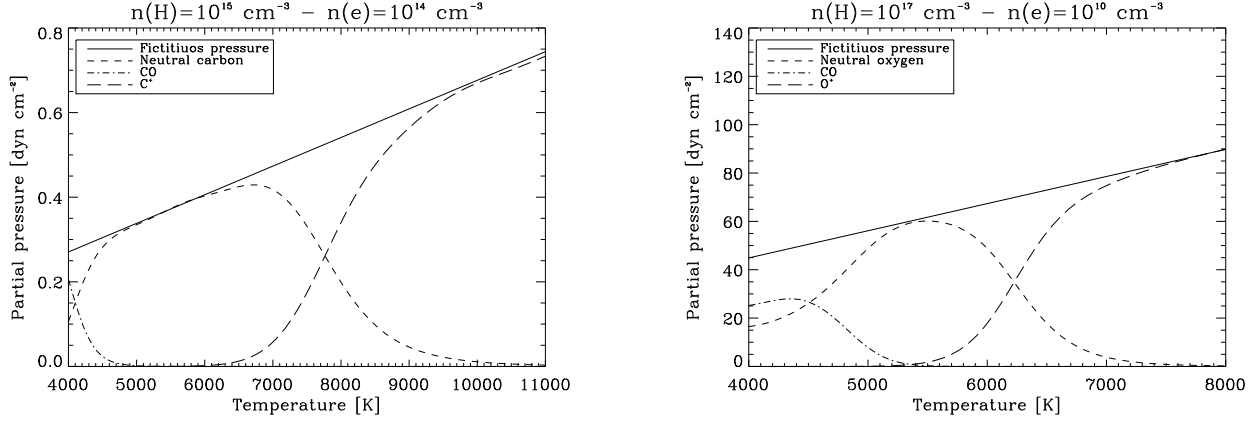 n(H)=10¹⁵ cm⁻³ − n(e)=10¹⁴ cm⁻³
Fictitiuos pressure
Neutral carbon
CO
C⁺
Partial pressure [dyn cm⁻²]
0.8
0.6
0.4
0.2
0.0
4000 5000 6000 7000 8000 9000 10000 11000
Temperature [K]
n(H)=10¹⁷ cm⁻³ − n(e)=10¹⁰ cm⁻³
Fictitiuos pressure
Neutral oxygen
CO
O⁺
Partial pressure [dyn cm⁻²]
140
120
100
80
60
40
20
0
4000 5000 6000 7000 8000
Temperature [K]